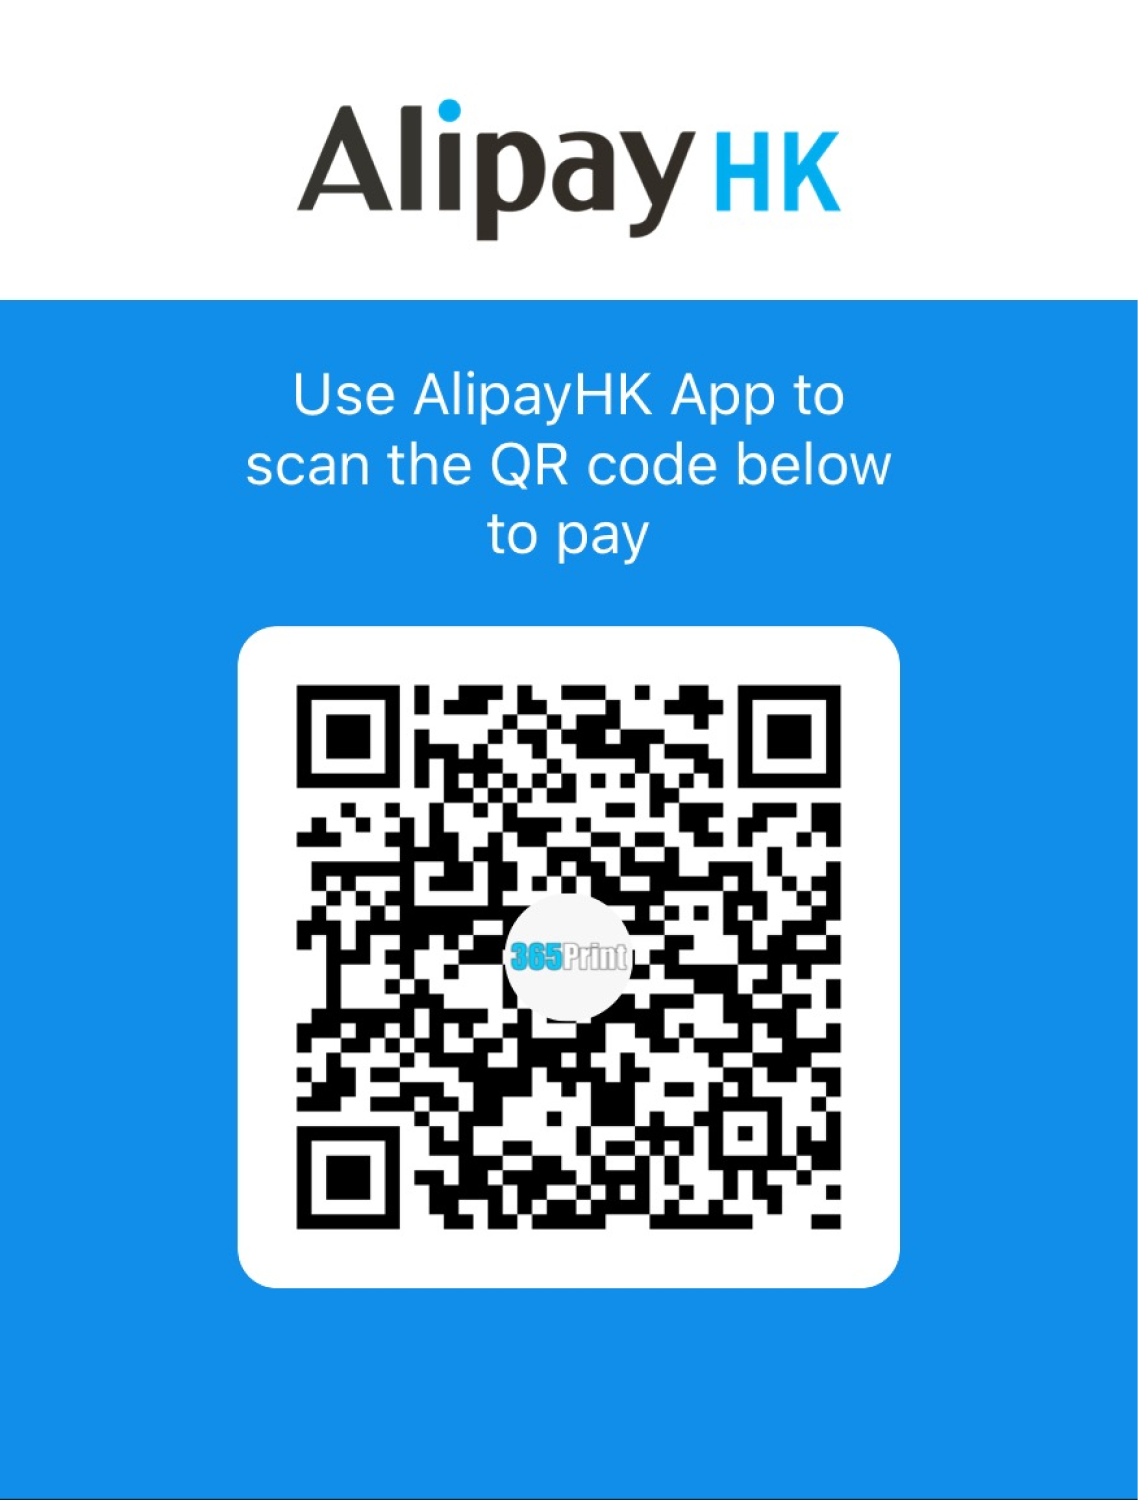 Alipay HK
Use AlipayHK App to
scan the QR code below
to pay
365Print